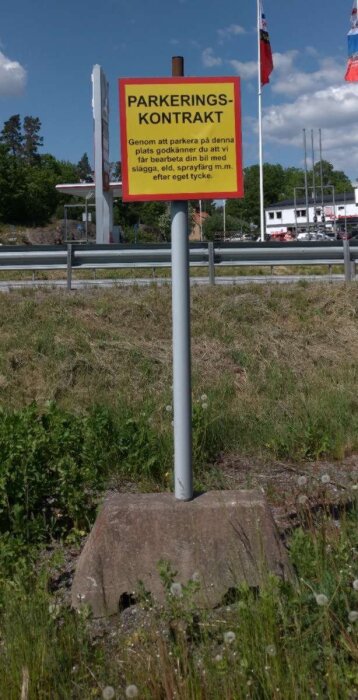 PARKERINGS-
KONTRAKT
Genom att parkera på denna
plats godkänner du att vi
får bearbeta din bil med
slägga, eld, sprayfärg m.m.
efter eget tycke.